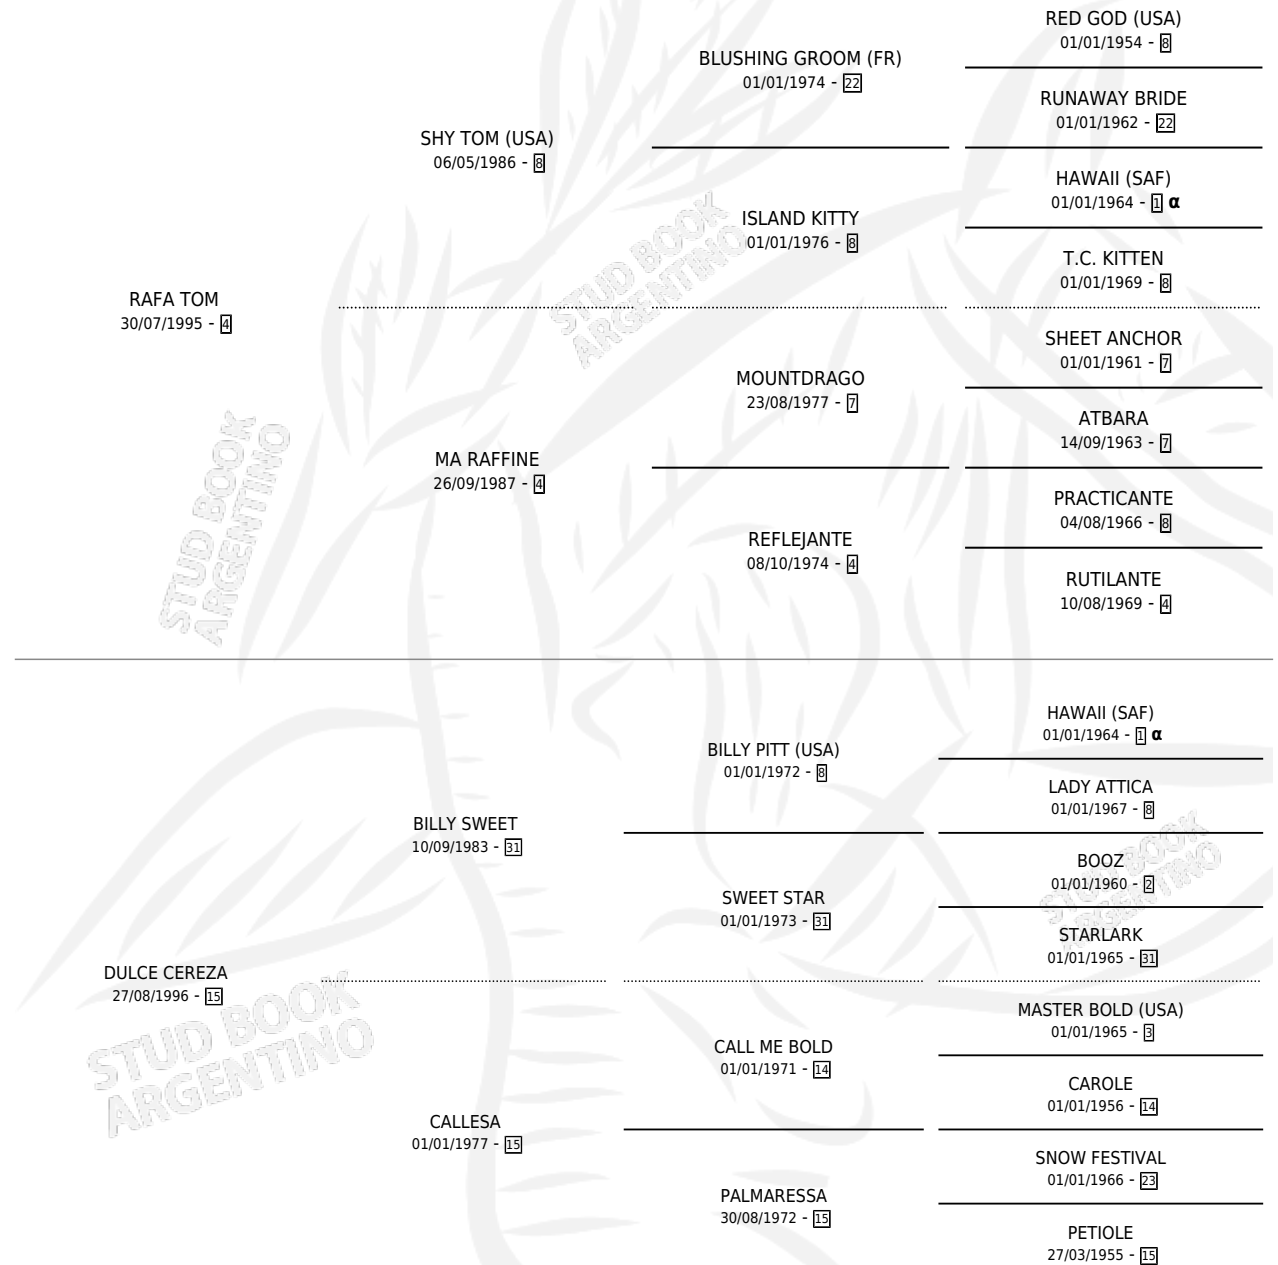 RED GOD (USA)
01/01/1954 - 8
BLUSHING GROOM (FR)
01/01/1974 - 22
RUNAWAY BRIDE
01/01/1962 - 22
SHY TOM (USA)
06/05/1986 - 8
HAWAII (SAF)
01/01/1964 - 1 α
ISLAND KITTY
01/01/1976 - 8
T.C. KITTEN
01/01/1969 - 8
STUD BOOK
ARGENTINO
RAFA TOM
30/07/1995 - 4
SHEET ANCHOR
01/01/1961 - 7
MOUNTDRAGO
23/08/1977 - 7
ATBARA
14/09/1963 - 7
MA RAFFINE
26/09/1987 - 4
PRACTICANTE
04/08/1966 - 8
REFLEJANTE
08/10/1974 - 4
RUTILANTE
10/08/1969 - 4
STUD BOOK
ARGENTINO
HAWAII (SAF)
01/01/1964 - 1 α
BILLY PITT (USA)
01/01/1972 - 8
LADY ATTICA
01/01/1967 - 8
BILLY SWEET
10/09/1983 - 31
BOOZ
01/01/1960 - 2
SWEET STAR
01/01/1973 - 31
STARLARK
01/01/1965 - 31
STUD BOOK
ARGENTINO
DULCE CEREZA
27/08/1996 - 15
MASTER BOLD (USA)
01/01/1965 - 3
CALL ME BOLD
01/01/1971 - 14
CAROLE
01/01/1956 - 14
CALLESA
01/01/1977 - 15
SNOW FESTIVAL
01/01/1966 - 23
PALMARESSA
30/08/1972 - 15
PETIOLE
27/03/1955 - 15
STUD BOOK
ARGENTINO